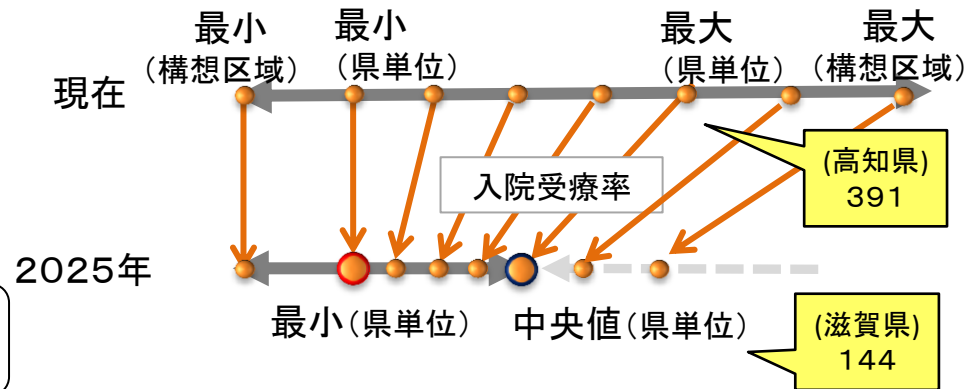 最小
(構想区域)
最小
(県単位)
最大
(県単位)
最大
(構想区域)
現在
(高知県)
391
入院受療率
2025年
最小(県単位)
中央値(県単位)
(滋賀県)
144